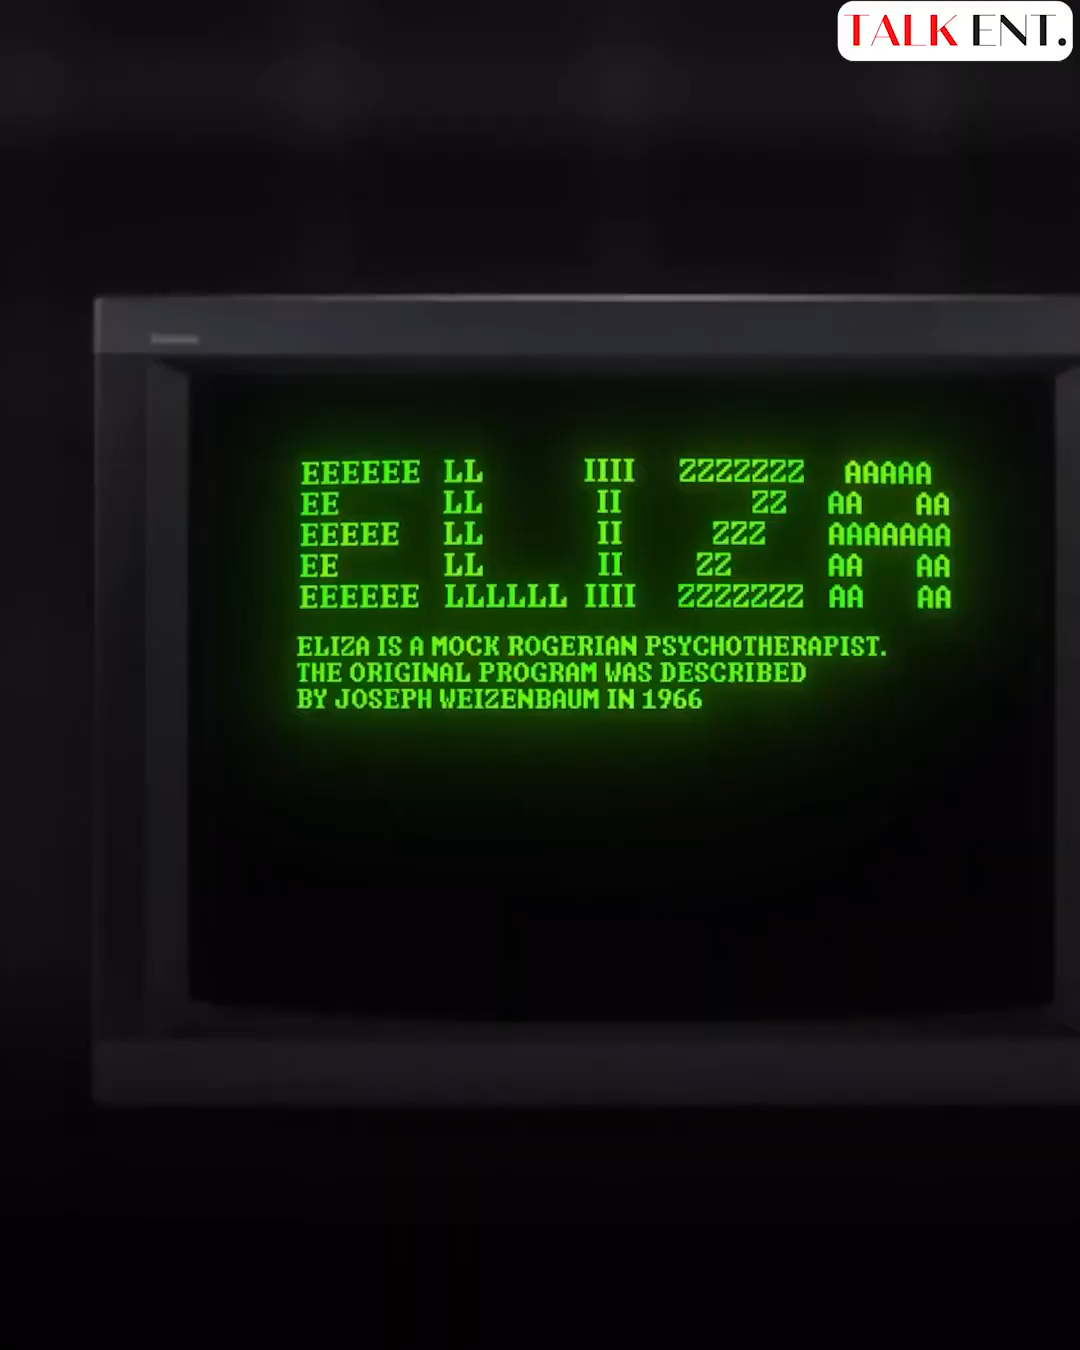 TALK ENT.
EEEEEE LL IIII ZZZZZZZ AAAAA
EE LL II ZZ AA AA
EEEEE LL II ZZZ AAAAAAA
EE LL II ZZ AA AA
EEEEEE LLLLLL IIII ZZZZZZZ AA AA
ELIZA IS A MOCK ROGERIAN PSYCHOTHERAPIST.
THE ORIGINAL PROGRAM WAS DESCRIBED
BY JOSEPH WEIZENBAUM IN 1966